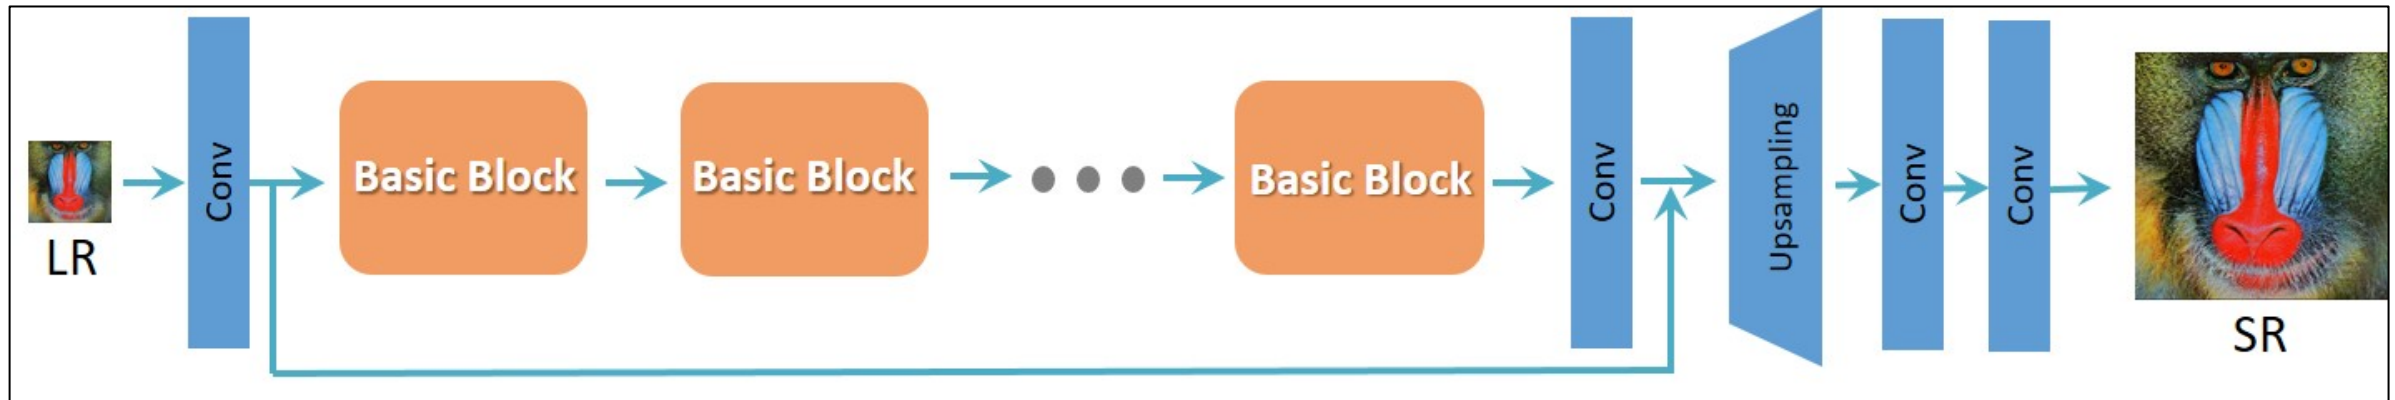 LR
Conv
Basic Block
Basic Block
Basic Block
Conv
Upsampling
Conv
Conv
SR